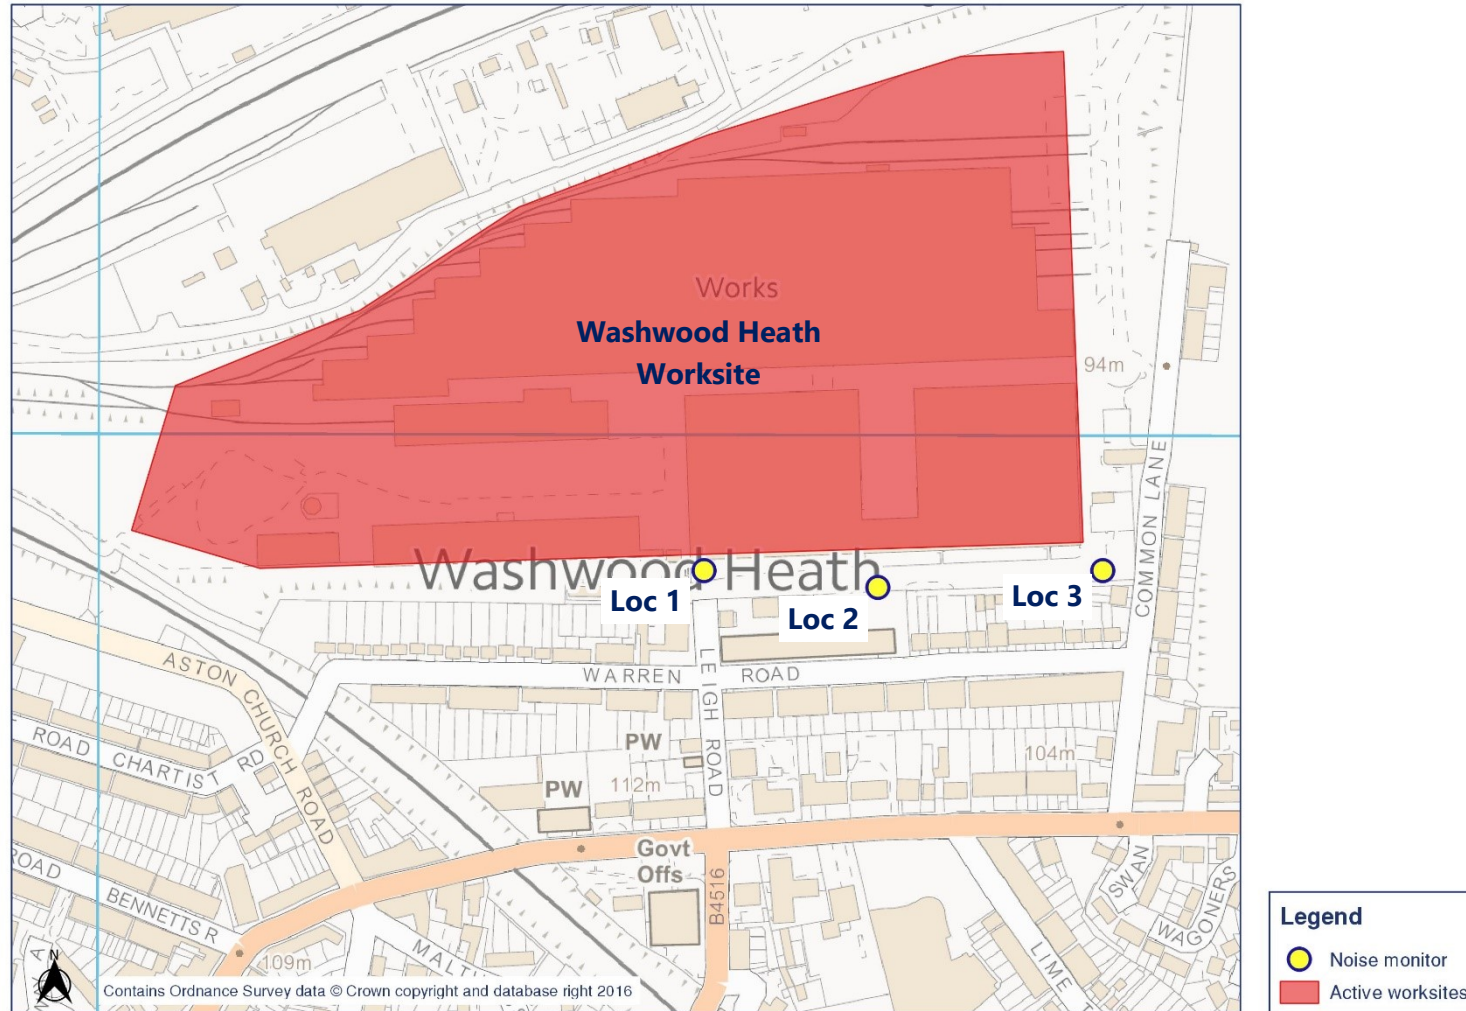 Works
Washwood Heath
Worksite
94m
COMMON LANE
Washwood Heath
Loc 1
Loc 2
Loc 3
WARREN ROAD
LEIGH ROAD
ASTON CHURCH ROAD
ROAD
CHARTIST RD
PW
PW
112m
104m
Govt
Offs
B4516
ROAD
BENNETTS R
109m
SWAN
WAGONERS
LIME T
Contains Ordnance Survey data © Crown copyright and database right 2016
N
Legend
Noise monitor
Active worksites